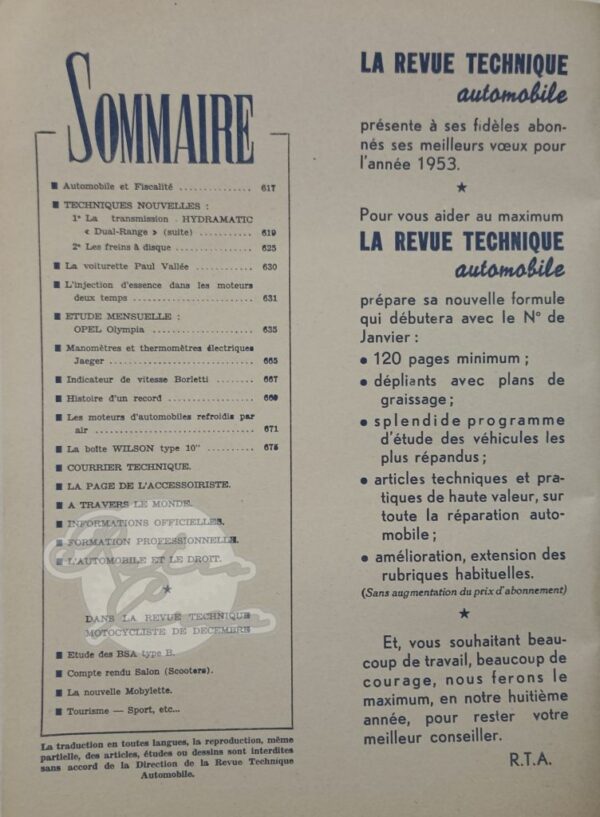 SOMMAIRE
■ Automobile et Fiscalité .............. 617
■ TECHNIQUES NOUVELLES :
1° La transmission HYDRAMATIC
« Dual-Range » (suite) ............ 619
2° Les freins à disque .............. 625
■ La voiturette Paul Vallée ........... 630
■ L'injection d'essence dans les moteurs
deux temps ........................ 631
■ ETUDE MENSUELLE :
OPEL Olympia ...................... 635
■ Manomètres et thermomètres électriques
Jaeger ............................ 665
■ Indicateur de vitesse Borletti ...... 667
■ Histoire d'un record ................ 669
■ Les moteurs d'automobiles refroidis par
air ............................... 671
■ La boîte WILSON type 10" ............ 675
■ COURRIER TECHNIQUE.
■ LA PAGE DE L'ACCESSOIRISTE.
■ A TRAVERS LE MONDE.
■ INFORMATIONS OFFICIELLES.
■ FORMATION PROFESSIONNELLE.
■ L'AUTOMOBILE ET LE DROIT.
★
DANS LA REVUE TECHNIQUE
MOTOCYCLISTE DE DECEMBRE
■ Etude des BSA type B.
■ Compte rendu Salon (Scooters).
■ La nouvelle Mobylette.
■ Tourisme — Sport, etc...
La traduction en toutes langues, la reproduction, même
partielle, des articles, études ou dessins sont interdites
sans accord de la Direction de la Revue Technique
Automobile.
LA REVUE TECHNIQUE
automobile
présente à ses fidèles abon-
nés ses meilleurs vœux pour
l'année 1953.
★
Pour vous aider au maximum
LA REVUE TECHNIQUE
automobile
prépare sa nouvelle formule
qui débutera avec le N° de
Janvier :
● 120 pages minimum ;
● dépliants avec plans de
graissage ;
● splendide programme
d'étude des véhicules les
plus répandus ;
● articles techniques et pra-
tiques de haute valeur, sur
toute la réparation auto-
mobile ;
● amélioration, extension des
rubriques habituelles.
(Sans augmentation du prix d'abonnement)
★
Et, vous souhaitant beau-
coup de travail, beaucoup de
courage, nous ferons le
maximum, en notre huitième
année, pour rester votre
meilleur conseiller.
R.T.A.